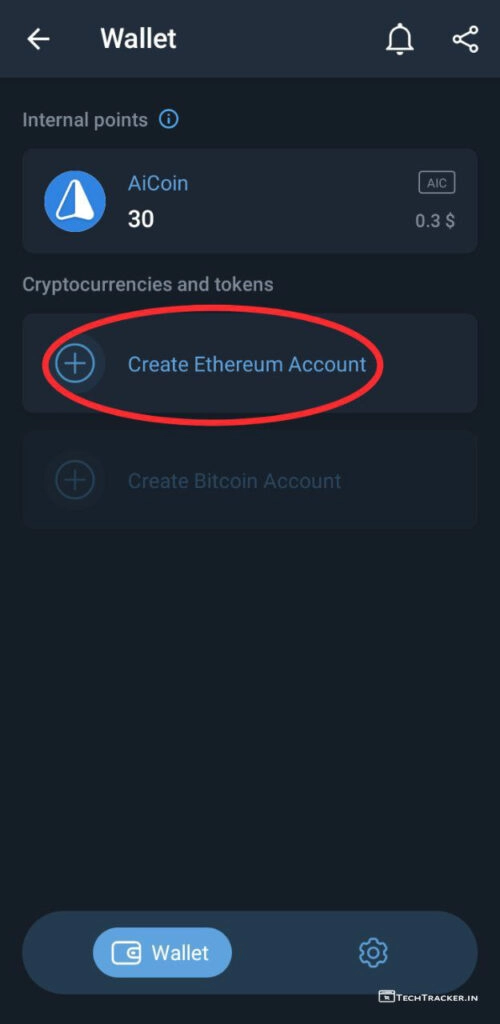 Wallet
Internal points
AiCoin
AIC
30
0.3 $
Cryptocurrencies and tokens
Create Ethereum Account
Create Bitcoin Account
Wallet
TECHTRACKER.IN